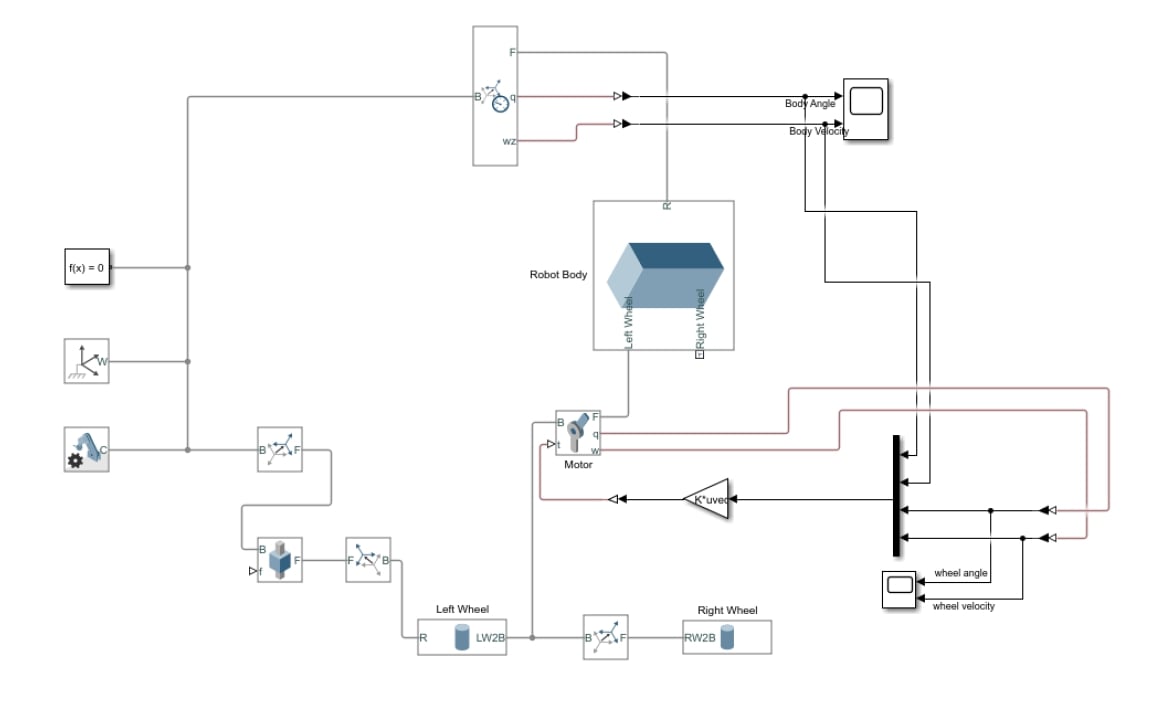 F
B
q
wz
Body Angle
Body Velocity
R
Robot Body
Left Wheel
Right Wheel
f(x) = 0
W
C
B
F
B
F
t
q
w
Motor
K*uvec
B
f
F
F
B
wheel angle
wheel velocity
Left Wheel
R
LW2B
B
F
Right Wheel
RW2B